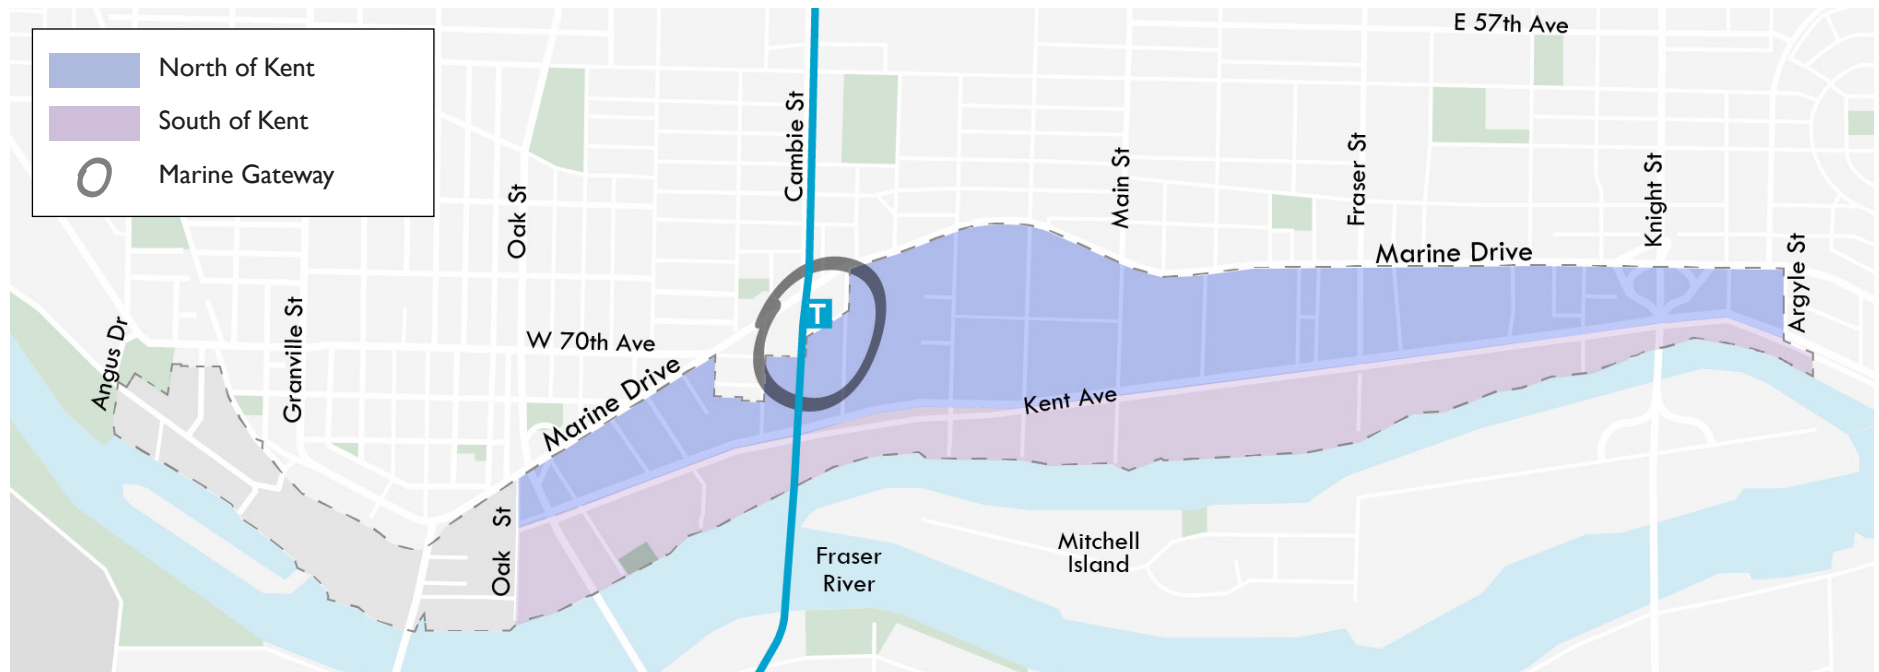 North of Kent
South of Kent
Marine Gateway
E 57th Ave
Cambie St
Oak St
Main St
Fraser St
Knight St
Argyle St
Marine Drive
T
Angus Dr
Granville St
W 70th Ave
Marine Drive
Kent Ave
Oak St
Fraser
River
Mitchell
Island